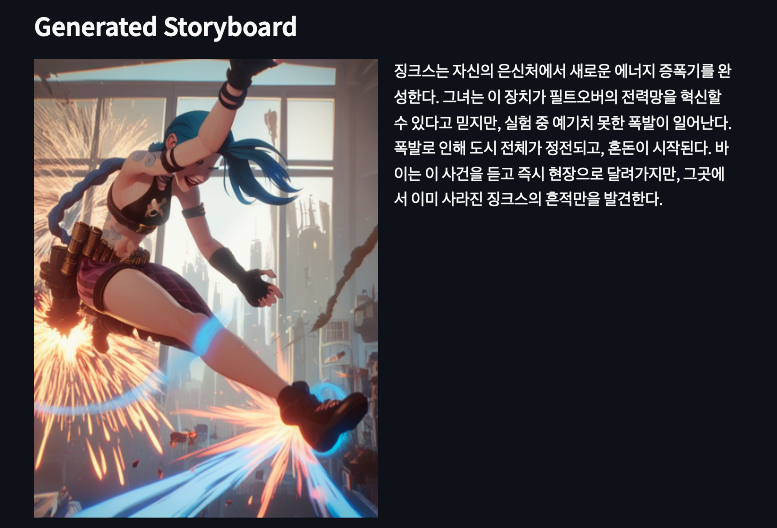 Generated Storyboard
징크스는 자신의 은신처에서 새로운 에너지 증폭기를 완
성한다. 그녀는 이 장치가 필트오버의 전력망을 혁신할
수 있다고 믿지만, 실험 중 예기치 못한 폭발이 일어난다.
폭발로 인해 도시 전체가 정전되고, 혼돈이 시작된다. 바
이는 이 사건을 듣고 즉시 현장으로 달려가지만, 그곳에
서 이미 사라진 징크스의 흔적만을 발견한다.